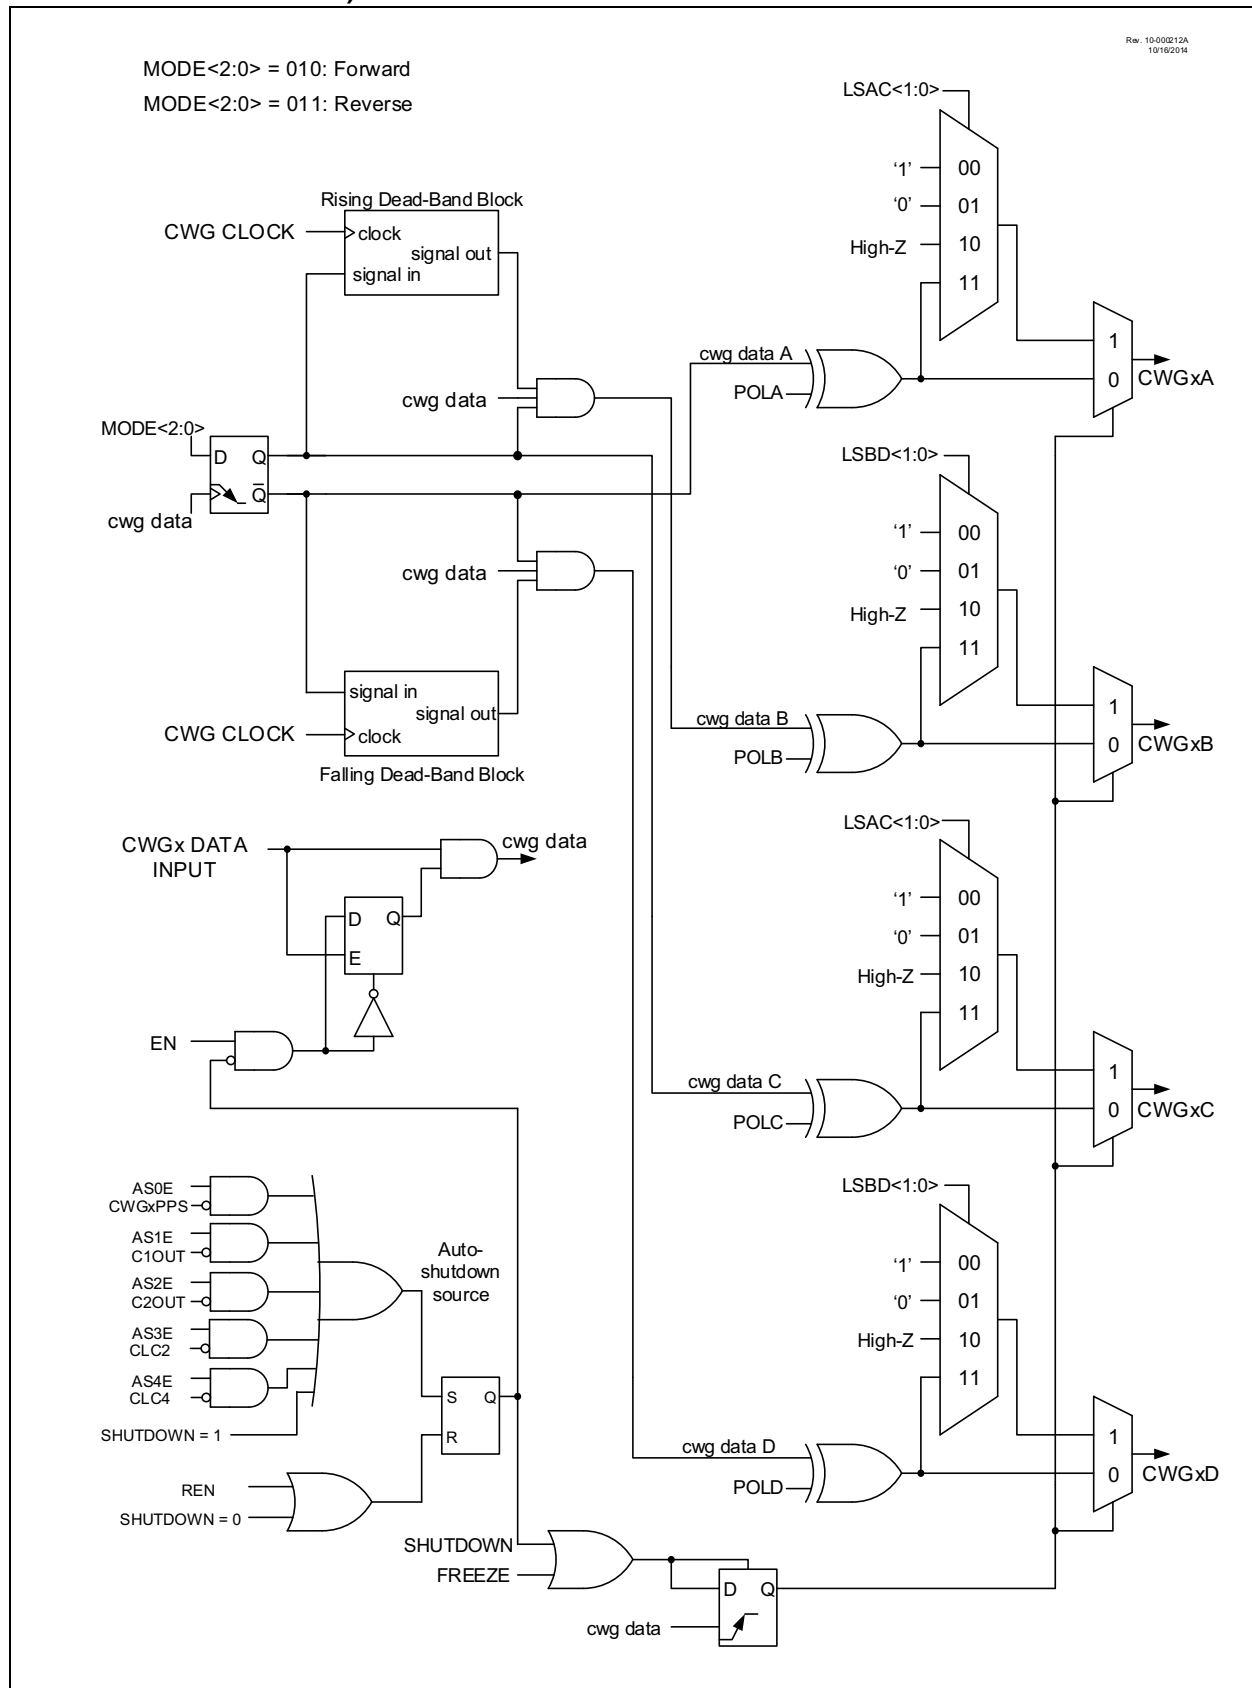 Rev. 10-000212A
10/16/2014
MODE<2:0> = 010: Forward
MODE<2:0> = 011: Reverse
LSAC<1:0>
'1'
00
'0'
01
High-Z
10
11
1
0
CWGxA
Rising Dead-Band Block
CWG CLOCK
clock
signal out
signal in
cwg data A
POLA
cwg data
MODE<2:0>
D
Q
Q
cwg data
cwg data
LSBD<1:0>
'1'
00
'0'
01
High-Z
10
11
1
0
CWGxB
signal in
signal out
CWG CLOCK
clock
Falling Dead-Band Block
cwg data B
POLB
CWGx DATA
INPUT
cwg data
D
Q
E
EN
LSAC<1:0>
'1'
00
'0'
01
High-Z
10
11
1
0
CWGxC
cwg data C
POLC
AS0E
CWGxPPS
AS1E
C1OUT
AS2E
C2OUT
AS3E
CLC2
AS4E
CLC4
SHUTDOWN = 1
Auto-
shutdown
source
S
Q
R
REN
SHUTDOWN = 0
LSBD<1:0>
'1'
00
'0'
01
High-Z
10
11
1
0
CWGxD
cwg data D
POLD
SHUTDOWN
FREEZE
D
Q
cwg data